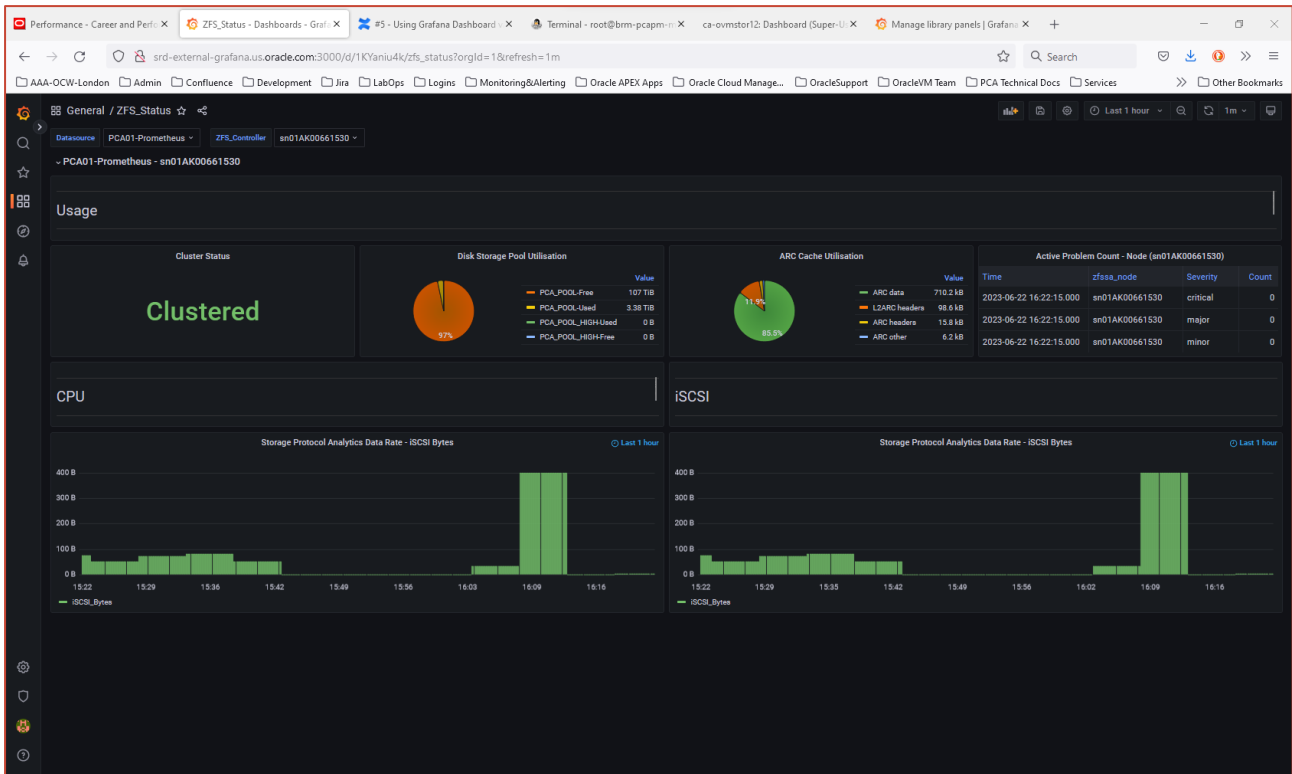 Performance - Career and Perfo
ZFS_Status - Dashboards - Graf
#5 - Using Grafana Dashboard
Terminal - root@brm-pcapm-m
ca-ovmstor12: Dashboard (Super-U
Manage library panels | Grafana
srd-external-grafana.us.oracle.com:3000/d/1KYaniu4k/zfs_status?orgId=1&refresh=1m
Search
AAA-OCW-London Admin Confluence Development Jira LabOps Logins Monitoring&Alerting Oracle APEX Apps Oracle Cloud Manage... OracleSupport OracleVM Team PCA Technical Docs Services Other Bookmarks
General / ZFS_Status
Last 1 hour
1m
Datasource PCA01-Prometheus ZFS_Controller sn01AK00661530
PCA01-Prometheus - sn01AK00661530
Usage
Cluster Status
Clustered
Disk Storage Pool Utilisation
97%
Value
PCA_POOL-Free 107 TiB
PCA_POOL-Used 3.38 TiB
PCA_POOL_HIGH-Used 0 B
PCA_POOL_HIGH-Free 0 B
ARC Cache Utilisation
11.9%
85.5%
Value
ARC data 710.2 kB
L2ARC headers 98.6 kB
ARC headers 15.8 kB
ARC other 6.2 kB
Active Problem Count - Node (sn01AK00661530)
Time zfssa_node Severity Count
2023-06-22 16:22:15.000 sn01AK00661530 critical 0
2023-06-22 16:22:15.000 sn01AK00661530 major 0
2023-06-22 16:22:15.000 sn01AK00661530 minor 0
CPU
iSCSI
Storage Protocol Analytics Data Rate - iSCSI Bytes
Last 1 hour
400 B
300 B
200 B
100 B
0 B
15:22 15:29 15:36 15:42 15:49 15:56 16:03 16:09 16:16
iSCSI_Bytes
Storage Protocol Analytics Data Rate - iSCSI Bytes
Last 1 hour
400 B
300 B
200 B
100 B
0 B
15:22 15:29 15:35 15:42 15:49 15:56 16:02 16:09 16:16
iSCSI_Bytes